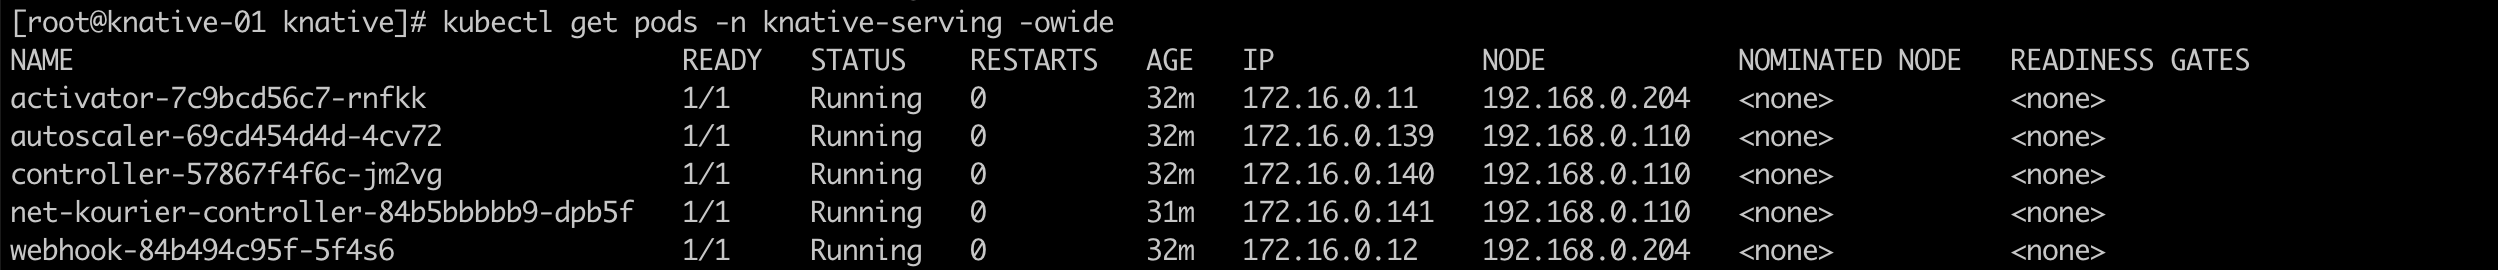 [root@knative-01 knative]# kubectl get pods -n knative-serving -owide
NAME READY STATUS RESTARTS AGE IP NODE NOMINATED NODE READINESS GATES
activator-7c9bcd56c7-rnfkk 1/1 Running 0 32m 172.16.0.11 192.168.0.204 <none> <none>
autoscaler-69cd454d4d-4cv72 1/1 Running 0 32m 172.16.0.139 192.168.0.110 <none> <none>
controller-57867f4f6c-jm2vg 1/1 Running 0 32m 172.16.0.140 192.168.0.110 <none> <none>
net-kourier-controller-84b5bbbbb9-dpb5f 1/1 Running 0 31m 172.16.0.141 192.168.0.110 <none> <none>
webhook-84b494c95f-5f4s6 1/1 Running 0 32m 172.16.0.12 192.168.0.204 <none> <none>